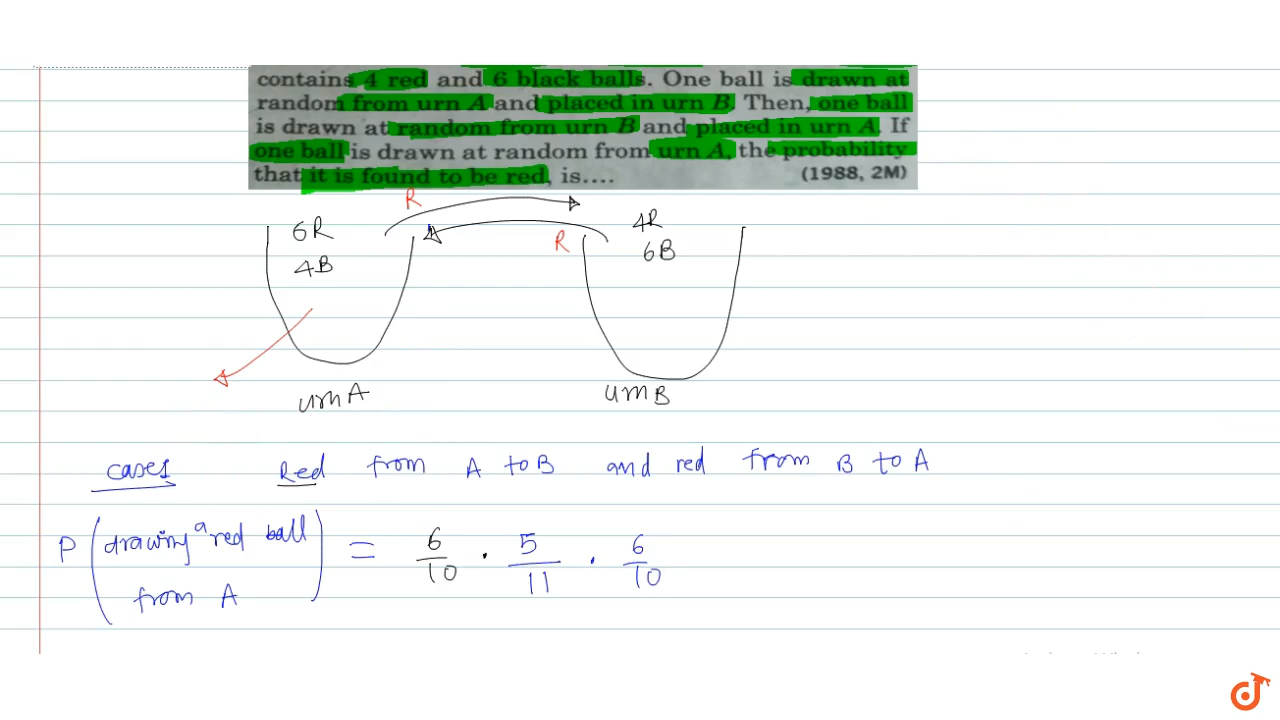 contains 4 red and 6 black balls. One ball is drawn at
random from urn A and placed in urn B. Then, one ball
is drawn at random from urn B and placed in urn A. If
one ball is drawn at random from urn A, the probability
that it is found to be red, is.... (1988, 2M)
R
6R
4B
R
4R
6B
urn A
urn B
cases Red from A to B and red from B to A
P (drawing a red ball from A) = 6/10 · 5/11 · 6/10